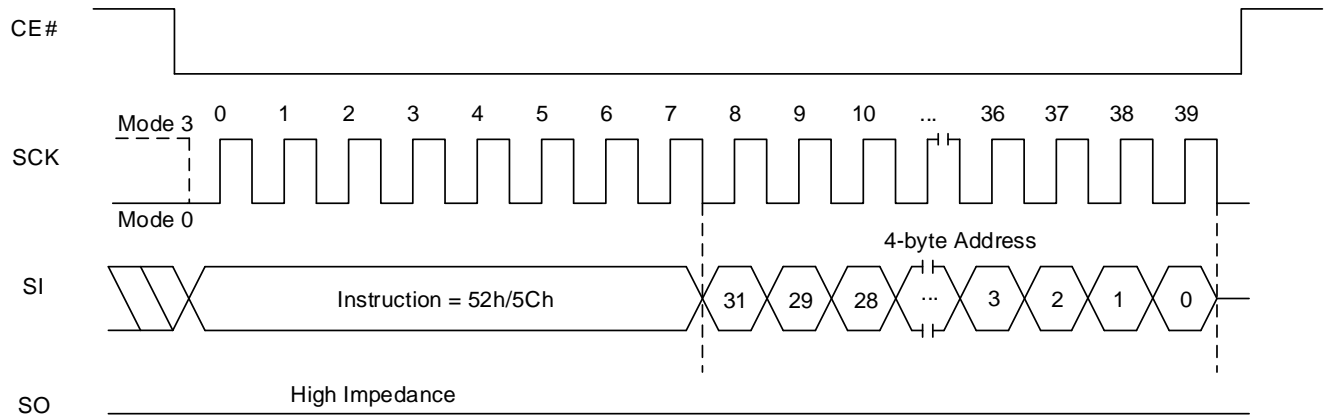 CE#
0 1 2 3 4 5 6 7 8 9 10 ... 36 37 38 39
Mode 3
SCK
Mode 0
4-byte Address
SI
Instruction = 52h/5Ch 31 29 28 ... 3 2 1 0
High Impedance
SO